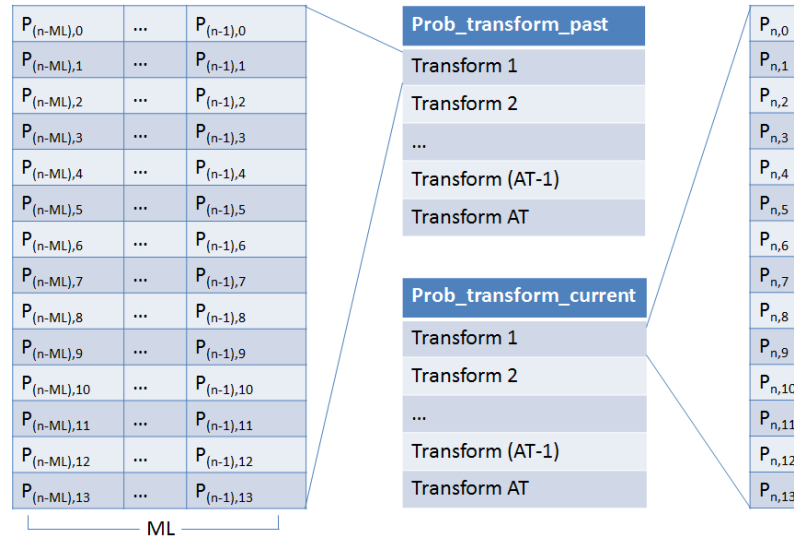 P(n-ML),0 ... P(n-1),0
P(n-ML),1 ... P(n-1),1
P(n-ML),2 ... P(n-1),2
P(n-ML),3 ... P(n-1),3
P(n-ML),4 ... P(n-1),4
P(n-ML),5 ... P(n-1),5
P(n-ML),6 ... P(n-1),6
P(n-ML),7 ... P(n-1),7
P(n-ML),8 ... P(n-1),8
P(n-ML),9 ... P(n-1),9
P(n-ML),10 ... P(n-1),10
P(n-ML),11 ... P(n-1),11
P(n-ML),12 ... P(n-1),12
P(n-ML),13 ... P(n-1),13
ML
Prob_transform_past
Transform 1
Transform 2
...
Transform (AT-1)
Transform AT
Prob_transform_current
Transform 1
Transform 2
...
Transform (AT-1)
Transform AT
Pn,0
Pn,1
Pn,2
Pn,3
Pn,4
Pn,5
Pn,6
Pn,7
Pn,8
Pn,9
Pn,10
Pn,11
Pn,12
Pn,13